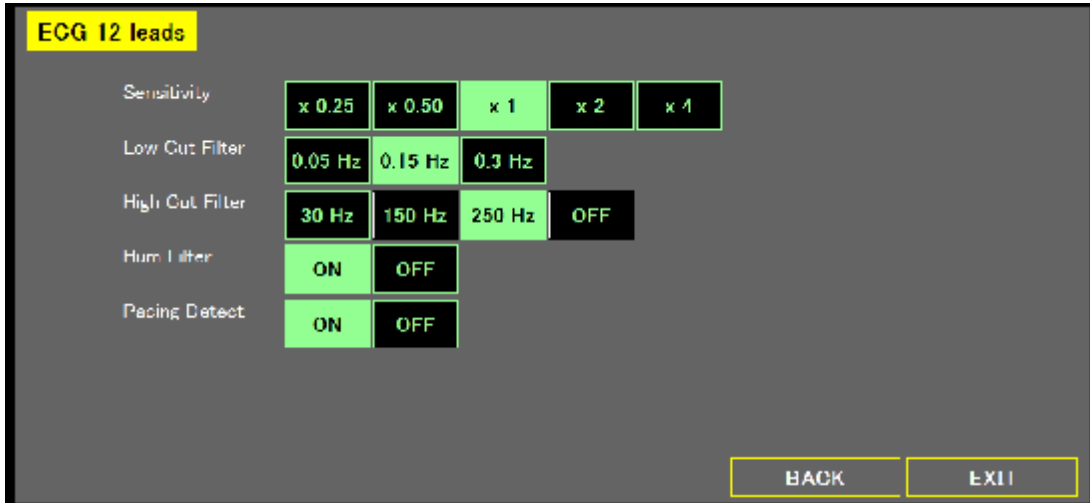 ECG 12 leads
Sensitivity x 0.25 x 0.50 x 1 x 2 x 4
Low Cut Filter 0.05 Hz 0.15 Hz 0.3 Hz
High Cut Filter 30 Hz 150 Hz 250 Hz OFF
Hum Filter ON OFF
Pacing Detect ON OFF
BACK EXIT